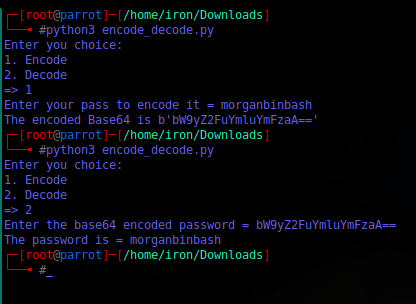 ┌─[root@parrot]─[/home/iron/Downloads]
└──╼ #python3 encode_decode.py
Enter you choice:
1. Encode
2. Decode
=> 1
Enter your pass to encode it = morganbinbash
The encoded Base64 is b'bW9yZ2FuYmluYmFzaA=='
┌─[root@parrot]─[/home/iron/Downloads]
└──╼ #python3 encode_decode.py
Enter you choice:
1. Encode
2. Decode
=> 2
Enter the base64 encoded password = bW9yZ2FuYmluYmFzaA==
The password is = morganbinbash
┌─[root@parrot]─[/home/iron/Downloads]
└──╼ #_